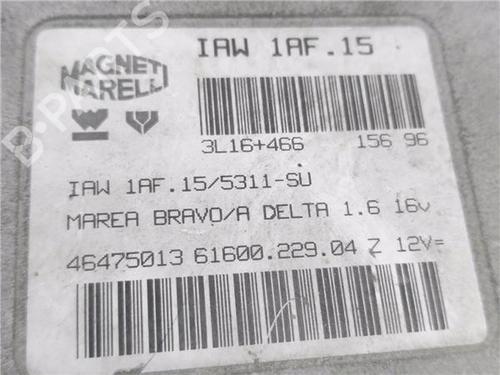 IAW 1AF.15
MAGNETI
MARELLI
3L16+466 156 96
IAW 1AF.15/5311-SU
MAREA BRAVO/A DELTA 1.6 16v
46475013 61600.229.04 Z 12V=
B-PARTS